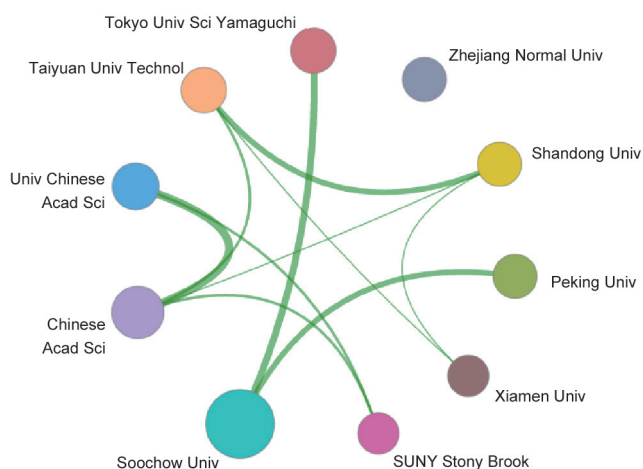 Tokyo Univ Sci Yamaguchi
Zhejiang Normal Univ
Taiyuan Univ Technol
Shandong Univ
Univ Chinese
Acad Sci
Peking Univ
Chinese
Acad Sci
Xiamen Univ
Soochow Univ
SUNY Stony Brook